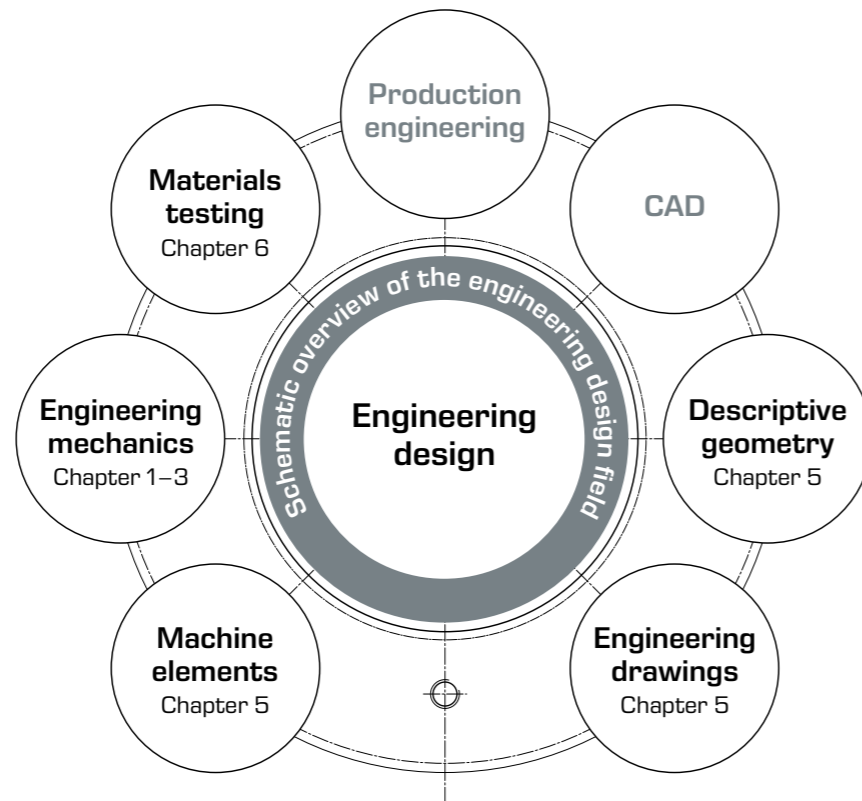 Production
engineering
CAD
Descriptive
geometry
Chapter 5
Engineering
drawings
Chapter 5
Machine
elements
Chapter 5
Engineering
mechanics
Chapter 1–3
Materials
testing
Chapter 6
Schematic overview of the engineering design field
Engineering
design